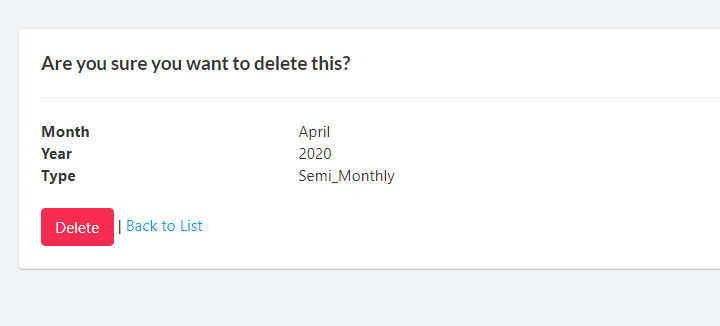 Are you sure you want to delete this?
Month April
Year 2020
Type Semi_Monthly
Delete | Back to List